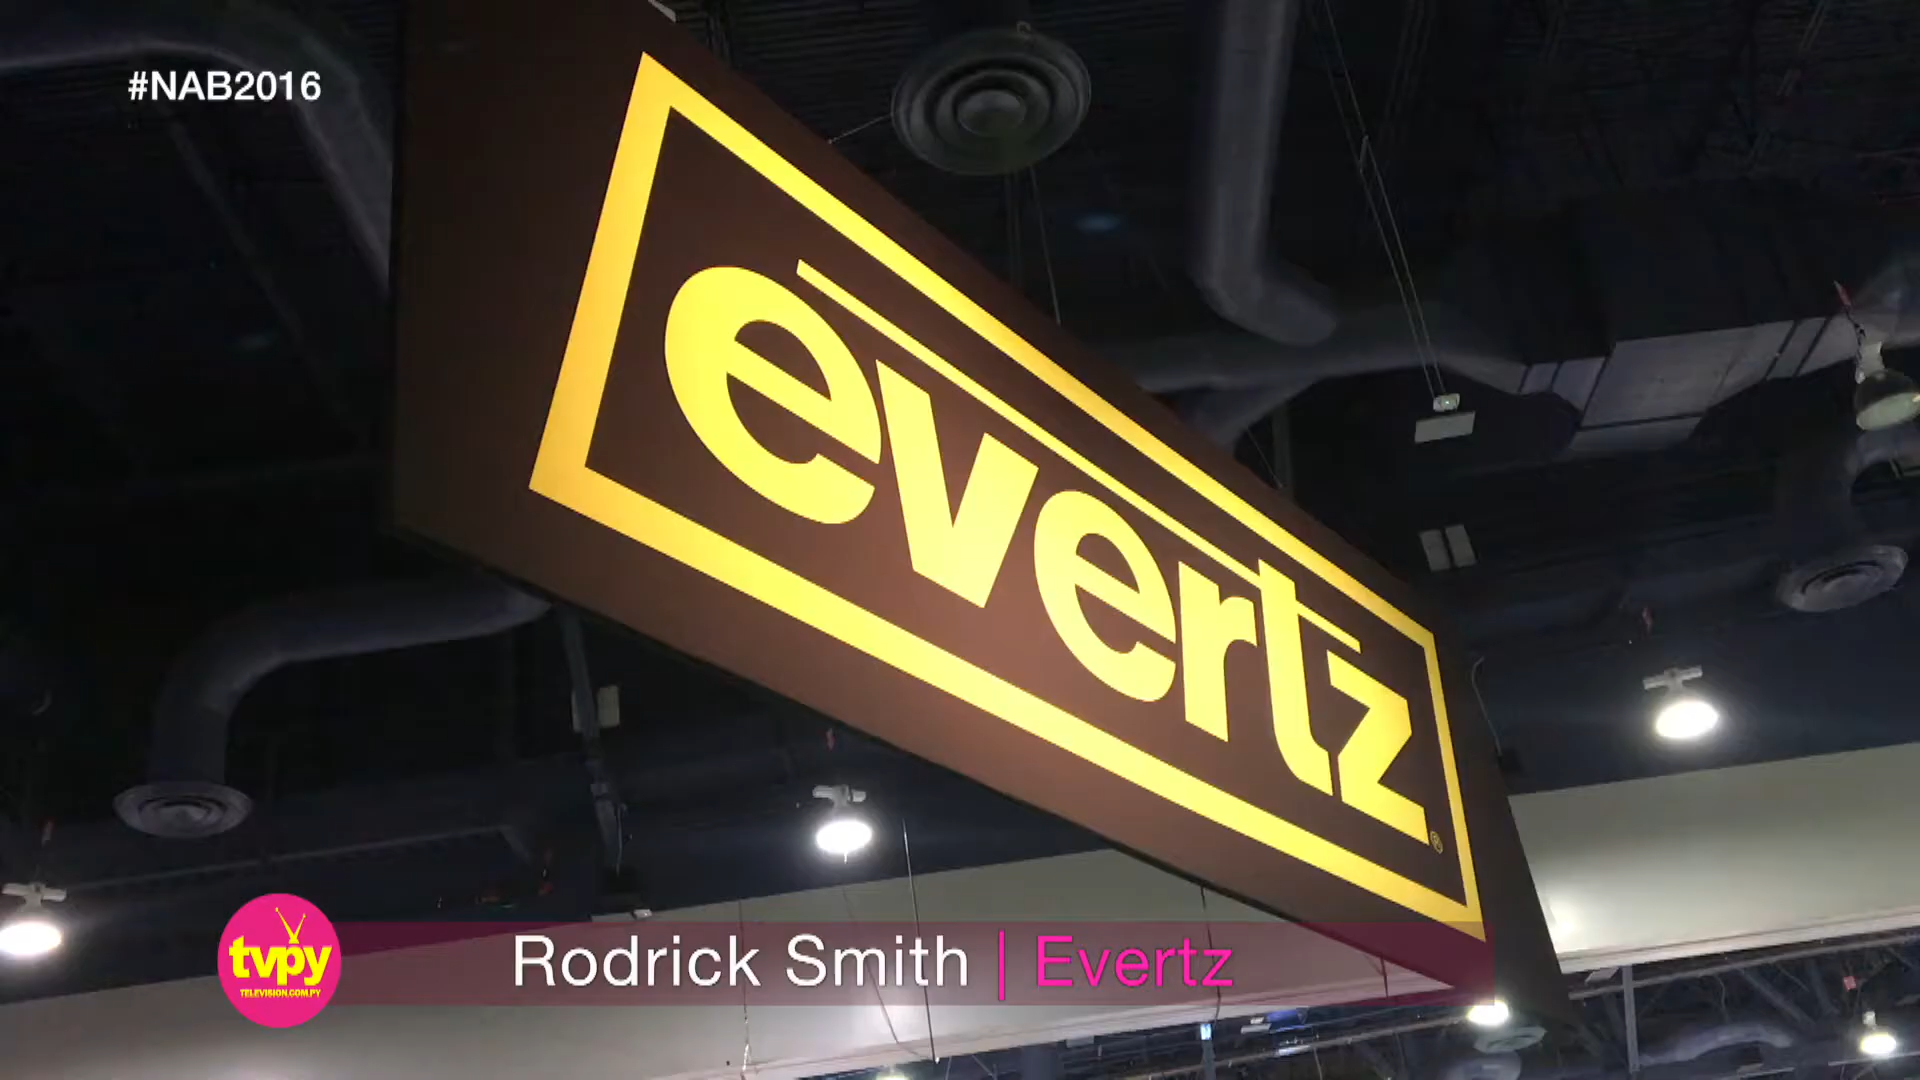 #NAB2016
evertz
®
tvpy
TELEVISION.COM.PY
Rodrick Smith | Evertz